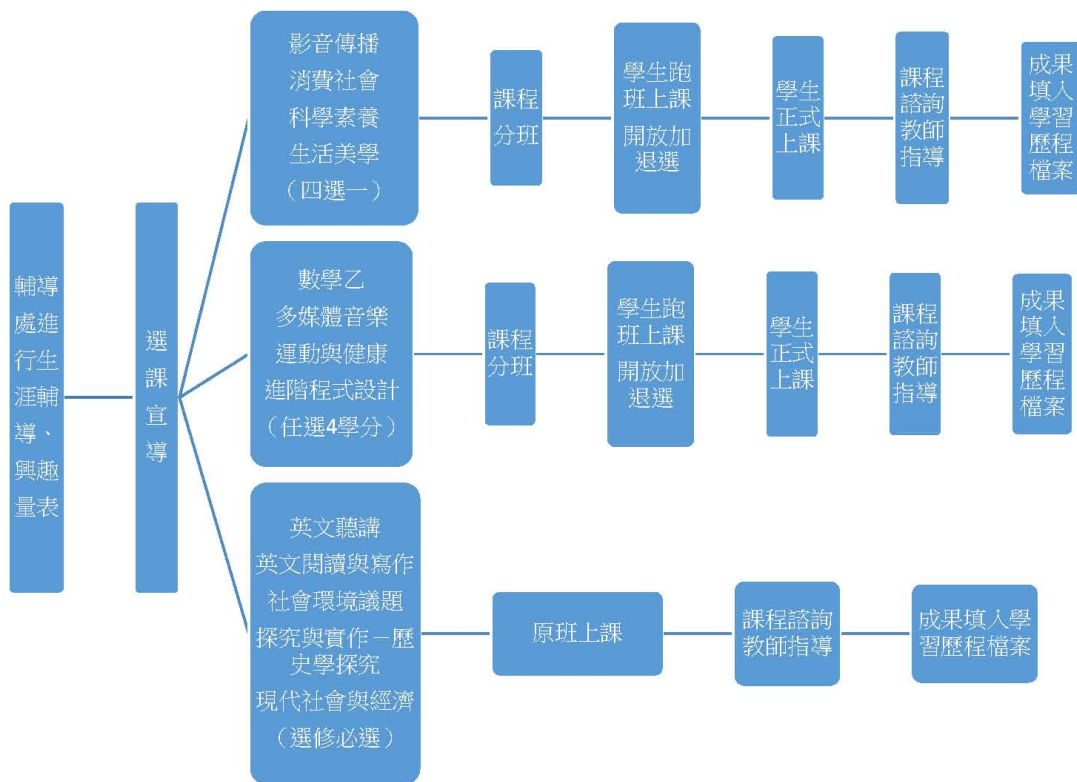 輔導
處進
行生
涯輔
導、
興趣
量表
選
課
宣
導
影音傳播
消費社會
科學素養
生活美學
（四選一）
課程
分班
學生跑
班上課
開放加
退選
學生
正式
上課
課程
諮詢
教師
指導
成果
填入
學習
歷程
檔案
數學乙
多媒體音樂
運動與健康
進階程式設計
（任選4學分）
課程
分班
學生跑
班上課
開放加
退選
學生
正式
上課
課程
諮詢
教師
指導
成果
填入
學習
歷程
檔案
英文聽講
英文閱讀與寫作
社會環境議題
探究與實作－歷
史學探究
現代社會與經濟
（選修必選）
原班上課
課程諮詢
教師指導
成果填入學
習歷程檔案